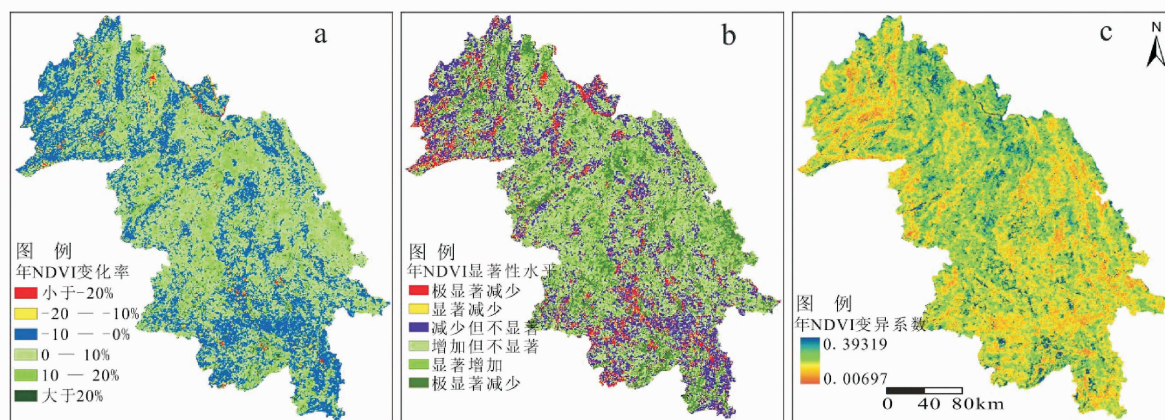 a
图 例
年NDVI变化率
小于-20%
-20 — -10%
-10 — -0%
0 — 10%
10 — 20%
大于20%
b
图 例
年NDVI显著性水平
极显著减少
显著减少
减少但不显著
增加但不显著
显著增加
极显著减少
c
N
图 例
年NDVI变异系数
0.39319
0.00697
0 40 80km